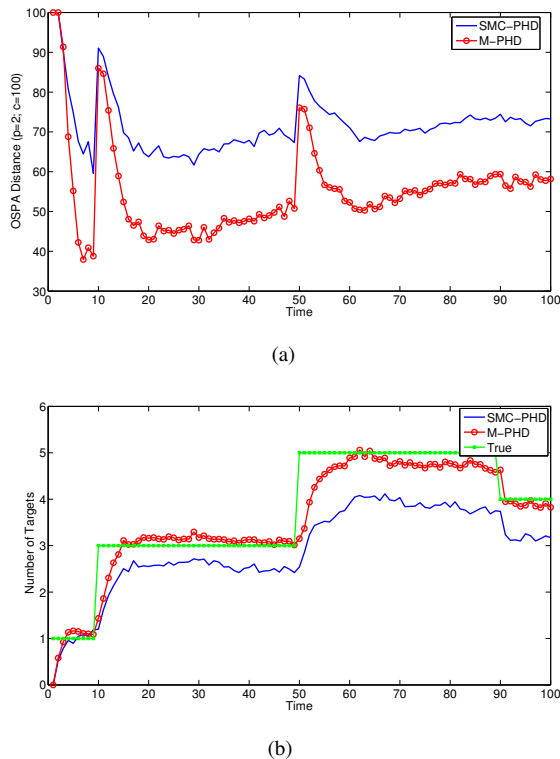 100
90
80
70
60
50
40
30
OSPA Distance (p=2; c=100)
SMC−PHD
M−PHD
0 10 20 30 40 50 60 70 80 90 100
Time
(a)
6
5
4
3
2
1
0
Number of Targets
SMC−PHD
M−PHD
True
0 10 20 30 40 50 60 70 80 90 100
Time
(b)